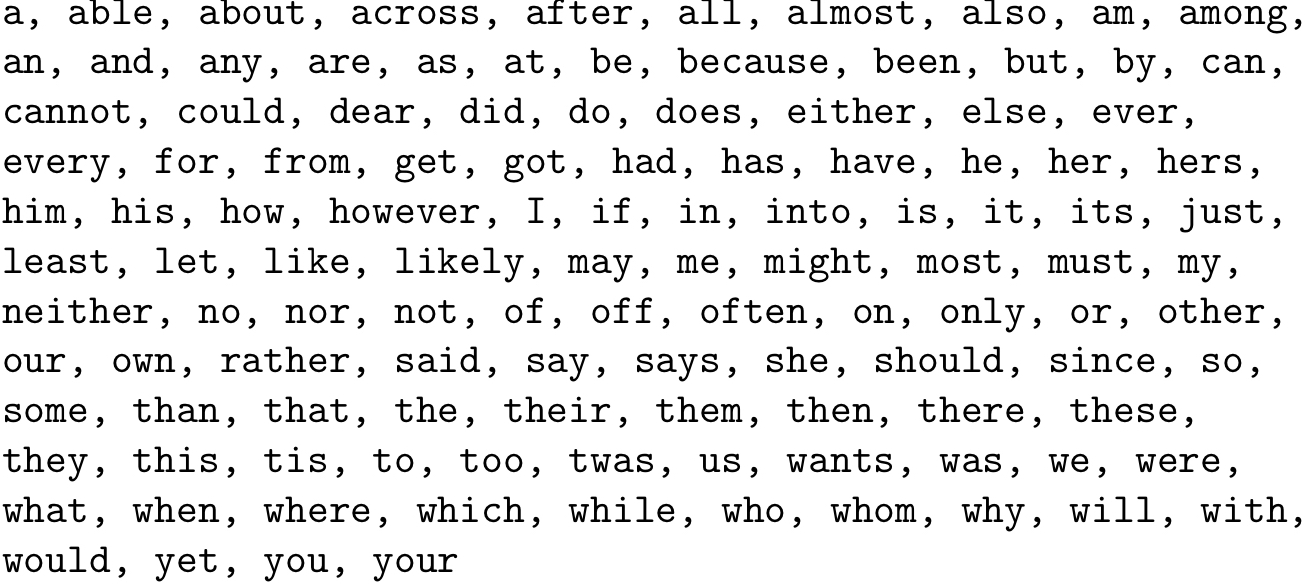 a, able, about, across, after, all, almost, also, am, among,
an, and, any, are, as, at, be, because, been, but, by, can,
cannot, could, dear, did, do, does, either, else, ever,
every, for, from, get, got, had, has, have, he, her, hers,
him, his, how, however, I, if, in, into, is, it, its, just,
least, let, like, likely, may, me, might, most, must, my,
neither, no, nor, not, of, off, often, on, only, or, other,
our, own, rather, said, say, says, she, should, since, so,
some, than, that, the, their, them, then, there, these,
they, this, tis, to, too, twas, us, wants, was, we, were,
what, when, where, which, while, who, whom, why, will, with,
would, yet, you, your